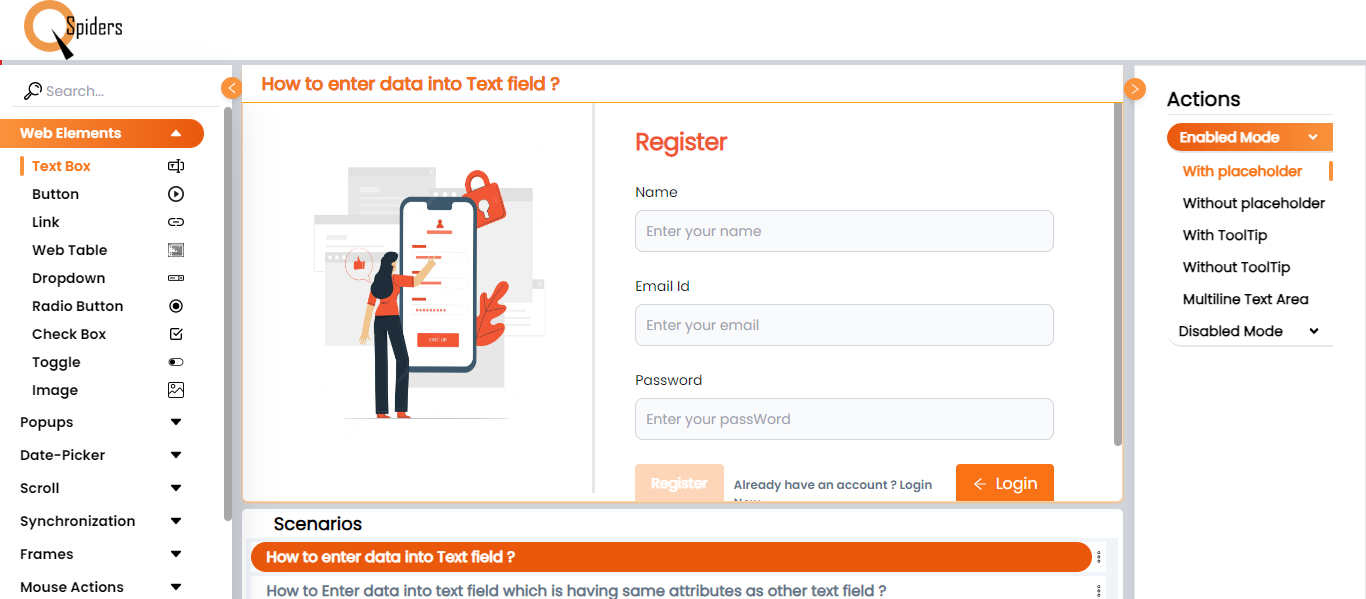 Spiders
Search...
Web Elements
Text Box
Button
Link
Web Table
Dropdown
Radio Button
Check Box
Toggle
Image
Popups
Date-Picker
Scroll
Synchronization
Frames
Mouse Actions
How to enter data into Text field ?
Register
Name
Enter your name
Email Id
Enter your email
Password
Enter your passWord
Register
Already have an account ? Login
Login
Scenarios
How to enter data into Text field ?
How to Enter data into text field which is having same attributes as other text field ?
Actions
Enabled Mode
With placeholder
Without placeholder
With ToolTip
Without ToolTip
Multiline Text Area
Disabled Mode